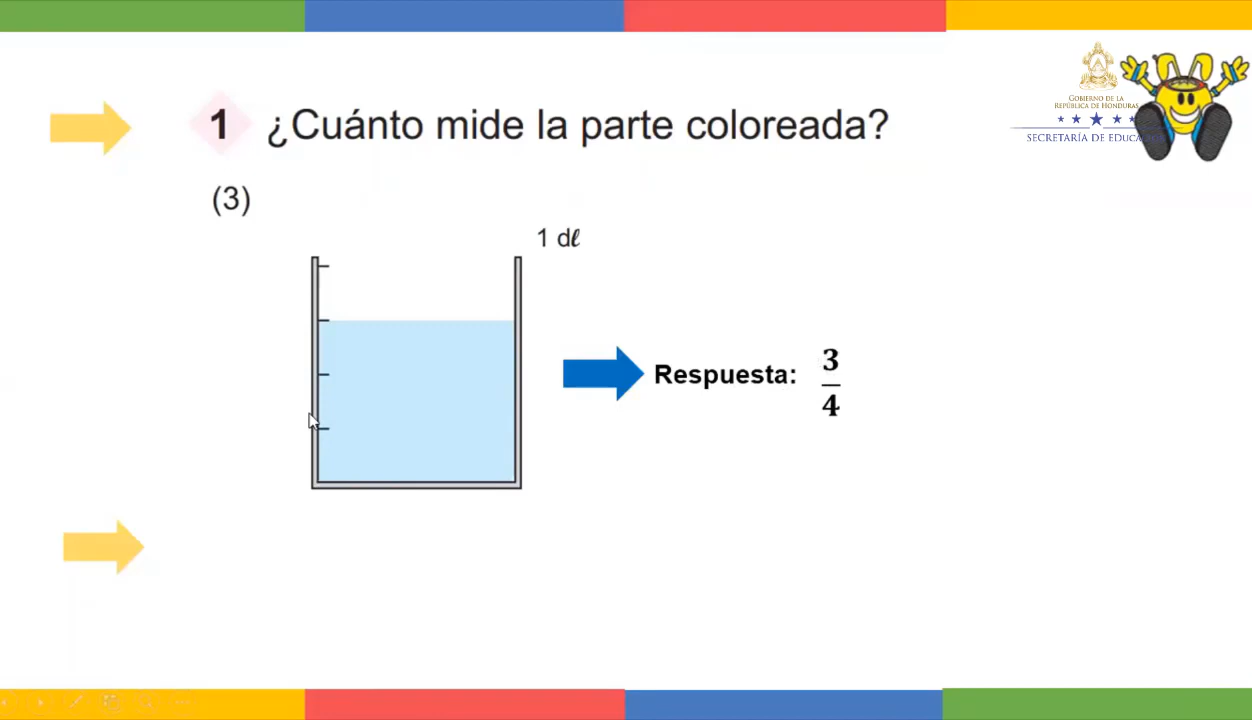 1 ¿Cuánto mide la parte coloreada?
GOBIERNO DE LA
REPÚBLICA DE HONDURAS
SECRETARÍA DE
(3)
1 dℓ
Respuesta: 3/4